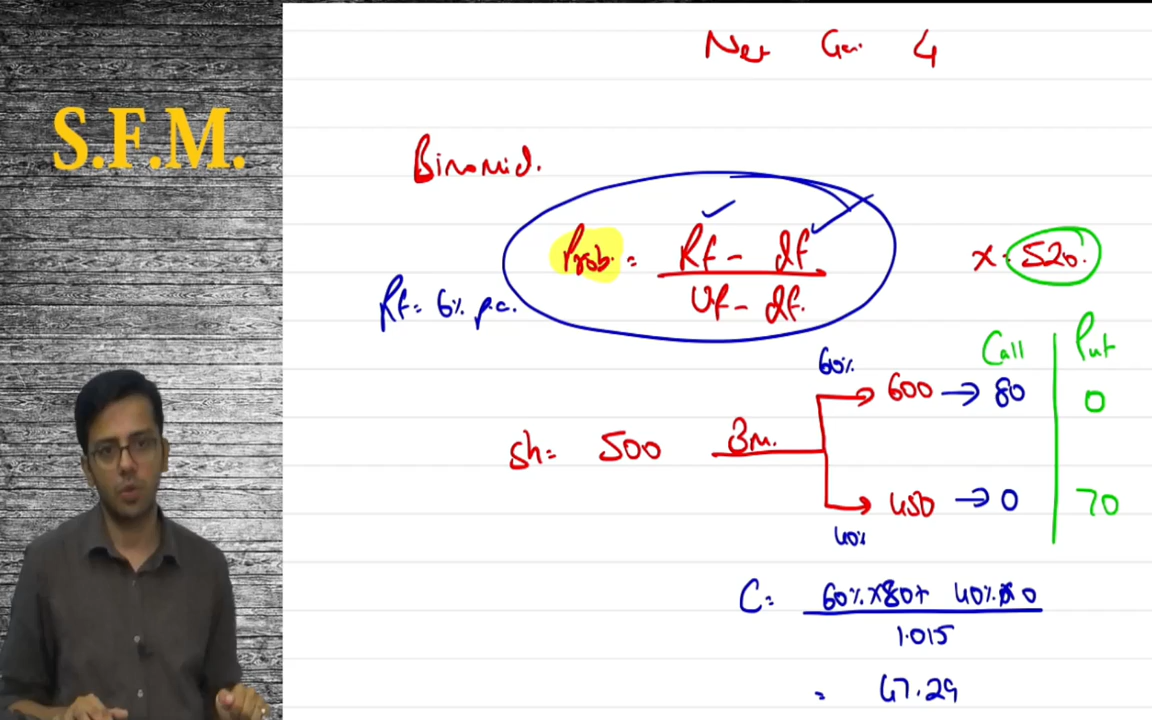 S.F.M.
Net Gen 4
Binomial.
Prob. = Rf - df
Uf - df.
x = 520.
Rf = 6% p.a.
Call Put
60%
600 → 80 0
Sh = 500 3m.
450 → 0 70
40%
C = 60% x 80 + 40% x 0
1.015
= 47.29